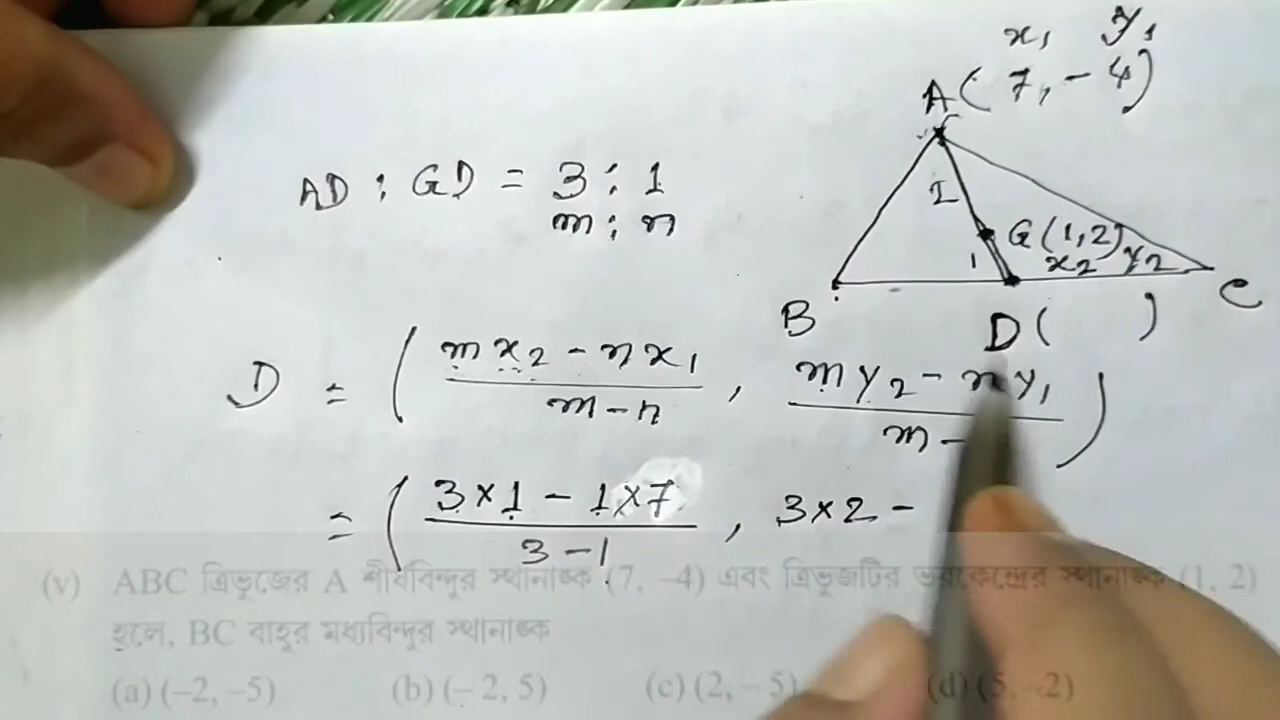 x₁ y₁
A(7, -4)
AD : GD = 3 : 1
m : n
2
G(1,2)
1
x₂ y₂
B
C
D( )
D = ( mx₂ - nx₁ / m - n , my₂ - ny₁ / m - )
= ( 3×1 - 1×7 / 3 - 1 , 3×2 -
(v) ABC ত্রিভুজের A শীর্ষবিন্দুর স্থানাঙ্ক (7, –4) এবং ত্রিভুজটির ভরকেন্দ্রের স্থানাঙ্ক (1, 2)
হলে, BC বাহুর মধ্যবিন্দুর স্থানাঙ্ক
(a) (–2, –5) (b) (– 2, 5) (c) (2, – 5) (d) (5, –2)